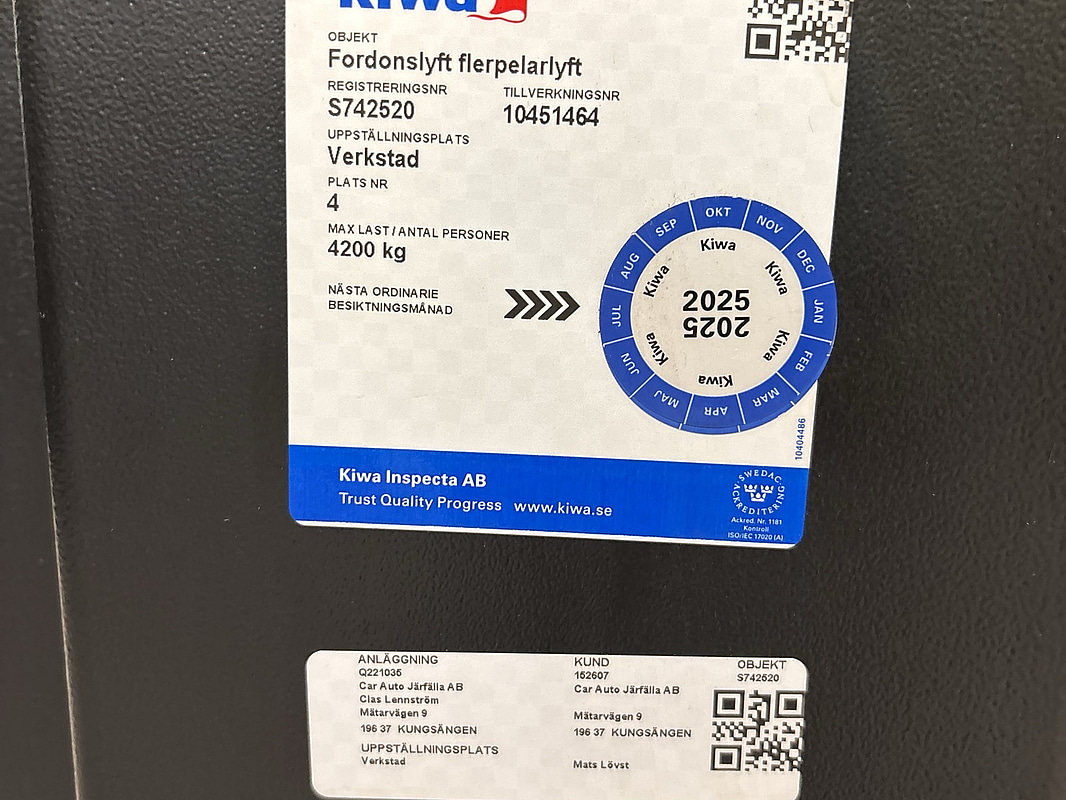 kiwa
OBJEKT
Fordonslyft flerpelarlyft
REGISTRERINGSNR TILLVERKNINGSNR
S742520 10451464
UPPSTÄLLNINGSPLATS
Verkstad
PLATS NR
4
MAX LAST / ANTAL PERSONER
4200 kg
NÄSTA ORDINARIE
BESIKTNINGSMÅNAD
JAN FEB MAR APR MAJ JUN JUL AUG SEP OKT NOV DEC
Kiwa Kiwa Kiwa Kiwa Kiwa Kiwa
2025
2025
10404486
Kiwa Inspecta AB
Trust Quality Progress www.kiwa.se
SWEDAC
ACKREDITERING
Ackred. Nr. 1181
Kontroll
ISO/IEC 17020 (A)
ANLÄGGNING
Q221035
Car Auto Järfälla AB
Clas Lennström
Mätarvägen 9
196 37 KUNGSÄNGEN
UPPSTÄLLNINGSPLATS
Verkstad
KUND
152607
Car Auto Järfälla AB
Mätarvägen 9
196 37 KUNGSÄNGEN
Mats Lövst
OBJEKT
S742520